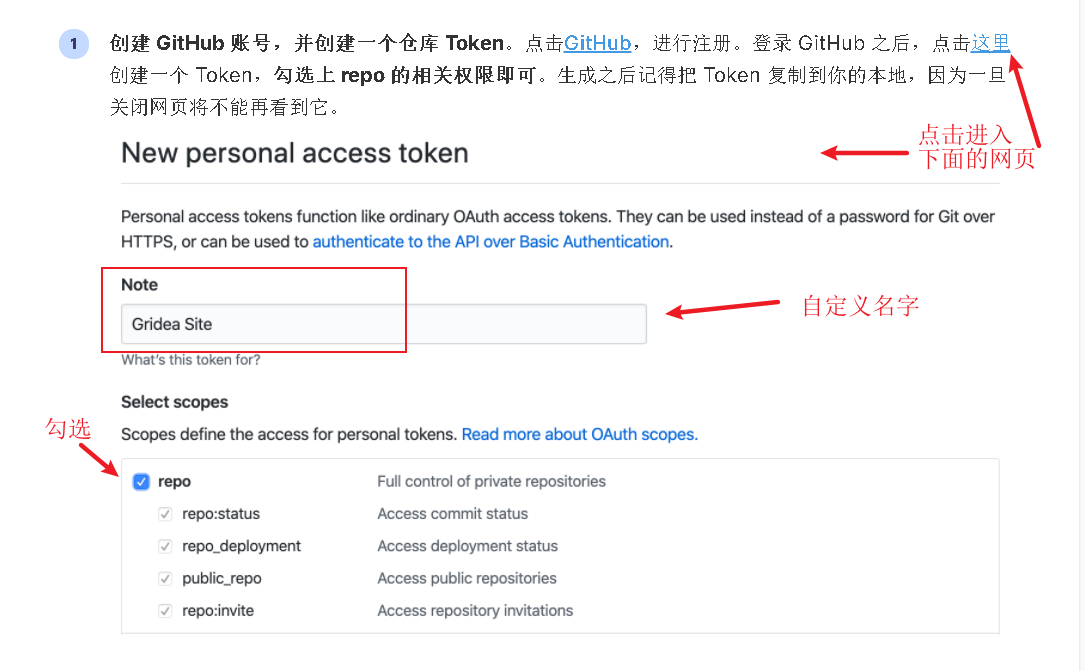 1 创建 GitHub 账号，并创建一个仓库 Token。点击GitHub，进行注册。登录 GitHub 之后，点击这里
创建一个 Token，勾选上 repo 的相关权限即可。生成之后记得把 Token 复制到你的本地，因为一旦
关闭网页将不能再看到它。
点击进入
下面的网页
New personal access token
Personal access tokens function like ordinary OAuth access tokens. They can be used instead of a password for Git over
HTTPS, or can be used to authenticate to the API over Basic Authentication.
Note
Gridea Site
自定义名字
What's this token for?
Select scopes
勾选
Scopes define the access for personal tokens. Read more about OAuth scopes.
repo Full control of private repositories
repo:status Access commit status
repo_deployment Access deployment status
public_repo Access public repositories
repo:invite Access repository invitations